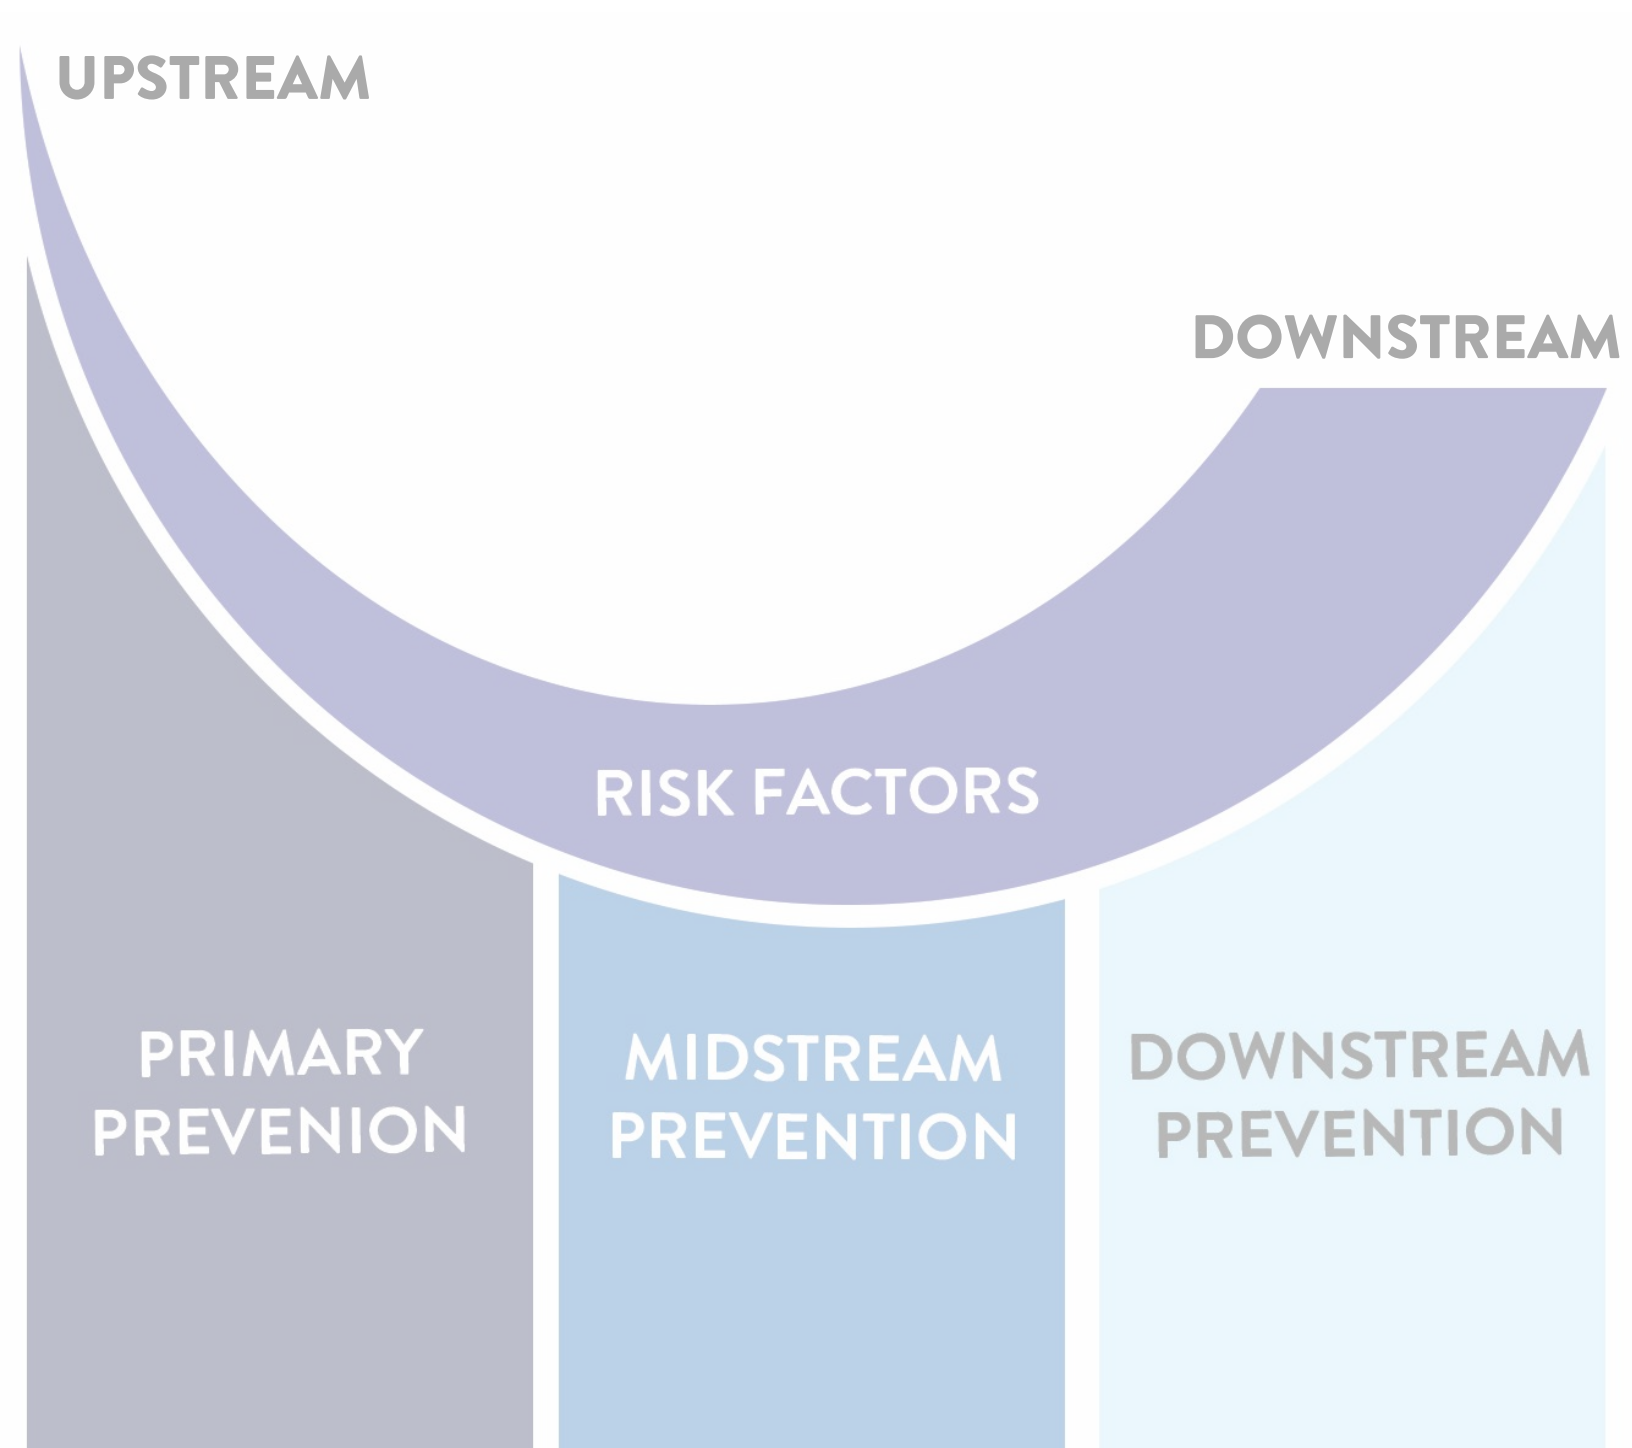 UPSTREAM
DOWNSTREAM
RISK FACTORS
PRIMARY
PREVENION
MIDSTREAM
PREVENTION
DOWNSTREAM
PREVENTION